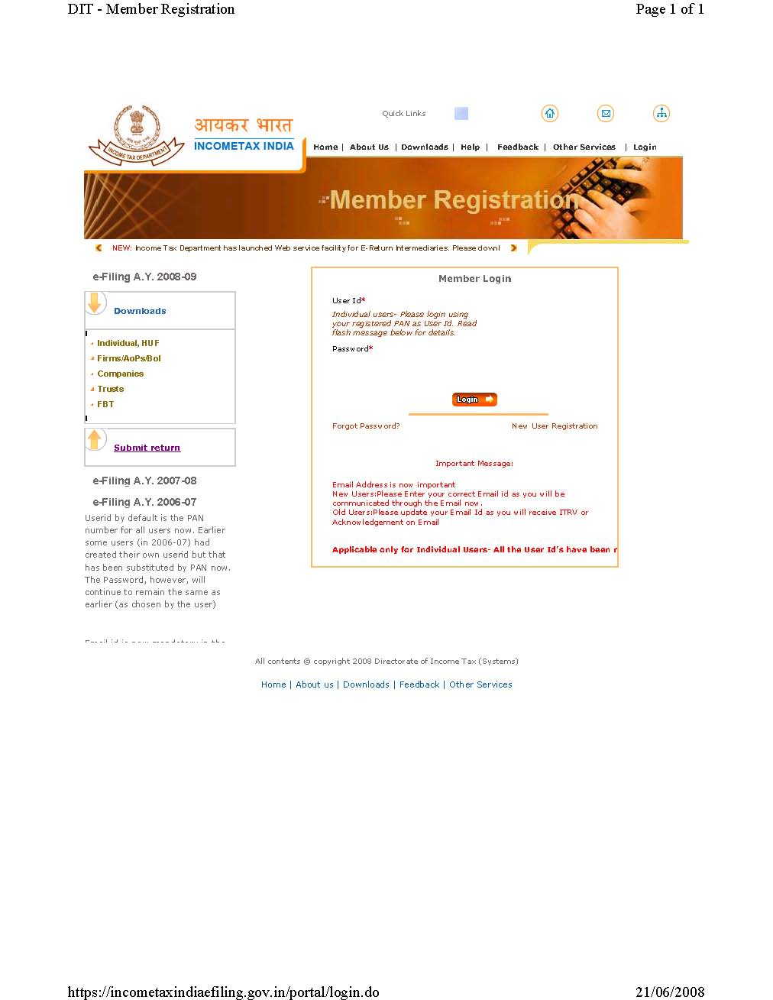 DIT - Member Registration
Page 1 of 1
INCOME TAX DEPARTMENT
आयकर भारत
INCOMETAX INDIA
Quick Links
Home | About Us | Downloads | Help | Feedback | Other Services | Login
Member Registration
NEW: Income Tax Department has launched Web service facility for E-Return Intermediaries. Please downl
e-Filing A.Y. 2008-09
Downloads
Individual, HUF
Firms/AoPs/BoI
Companies
Trusts
FBT
Submit return
e-Filing A.Y. 2007-08
e-Filing A.Y. 2006-07
Userid by default is the PAN
number for all users now. Earlier
some users (in 2006-07) had
created their own userid but that
has been substituted by PAN now.
The Password, however, will
continue to remain the same as
earlier (as chosen by the user)
Member Login
User Id*
Individual users- Please login using
your registered PAN as User Id. Read
flash message below for details.
Password*
Login
Forgot Password?
New User Registration
Important Message:
Email Address is now important
New Users:Please Enter your correct Email id as you will be
communicated through the Email now.
Old Users:Please update your Email Id as you will receive ITRV or
Acknowledgement on Email
Applicable only for Individual Users- All the User Id's have been r
All contents © copyright 2008 Directorate of Income Tax (Systems)
Home | About us | Downloads | Feedback | Other Services
https://incometaxindiaefiling.gov.in/portal/login.do
21/06/2008